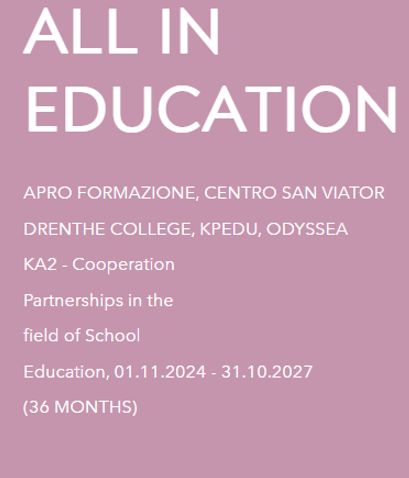 ALL IN
EDUCATION
APRO FORMAZIONE, CENTRO SAN VIATOR
DRENTHE COLLEGE, KPEDU, ODYSSEA
KA2 - Cooperation
Partnerships in the
field of School
Education, 01.11.2024 - 31.10.2027
(36 MONTHS)